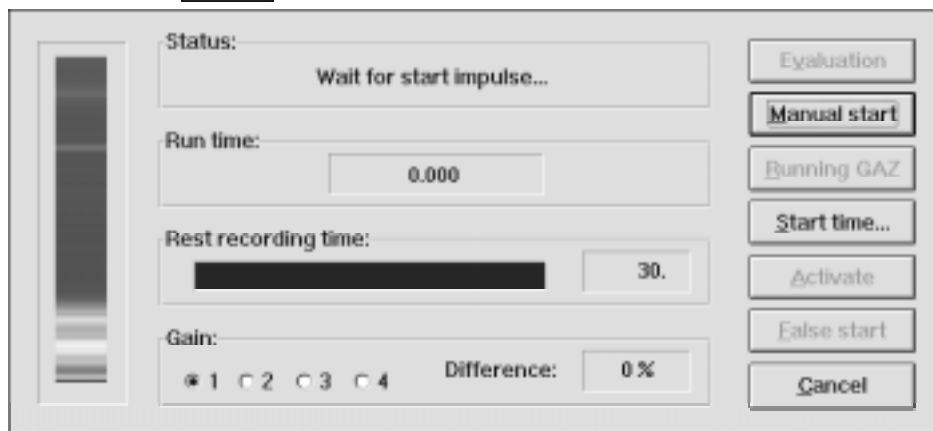 Status:
Wait for start impulse...
Run time:
0.000
Rest recording time:
30.
Gain:
1 2 3 4
Difference:
0 %
Evaluation
Manual start
Running GAZ
Start time...
Activate
False start
Cancel